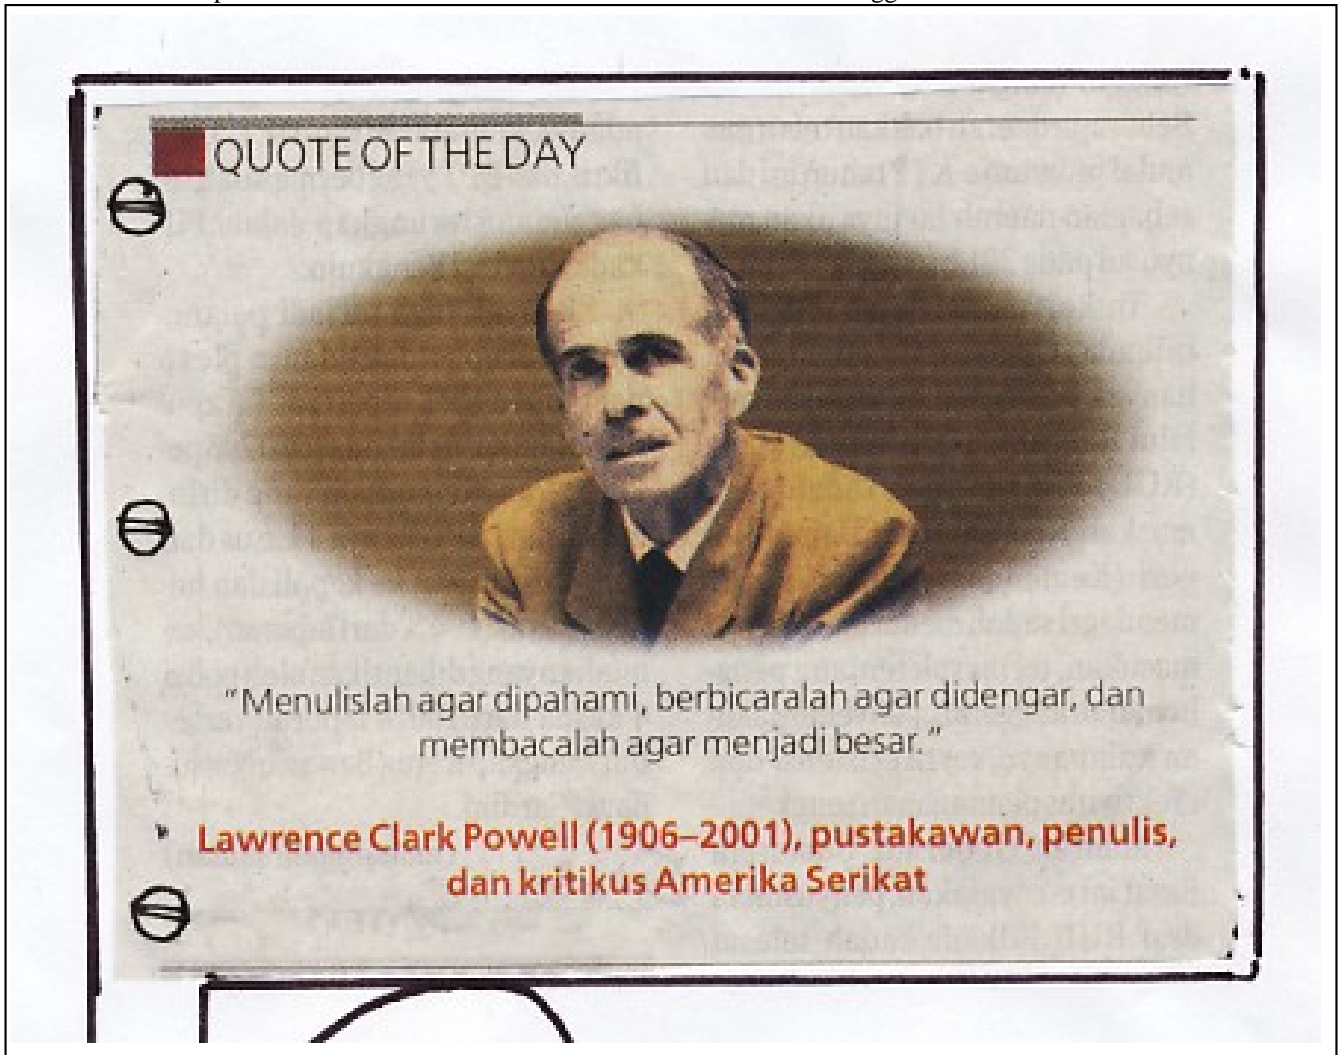 QUOTE OF THE DAY
“Menulislah agar dipahami, berbicaralah agar didengar, dan
membacalah agar menjadi besar.”
Lawrence Clark Powell (1906–2001), pustakawan, penulis,
dan kritikus Amerika Serikat